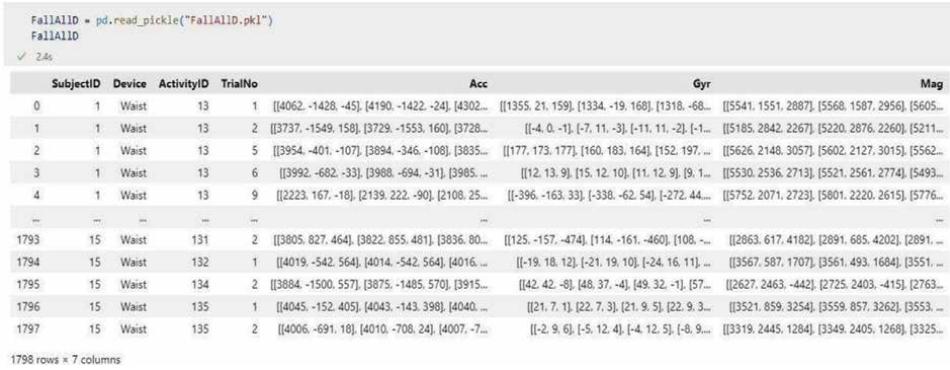 FallAllD = pd.read_pickle("FallAllD.pkl")
FallAllD
✓ 2.4s
SubjectID Device ActivityID TrialNo Acc Gyr Mag
0 1 Waist 13 1 [[4062, -1428, -45], [4190, -1422, -24], [4302... [[1355, 21, 159], [1334, -19, 168], [1318, -68... [[5541, 1551, 2887], [5568, 1587, 2956], [5605...
1 1 Waist 13 2 [[3737, -1549, 158], [3729, -1553, 160], [3728... [[-4, 0, -1], [-7, 11, -3], [-11, 11, -2], [-1... [[5185, 2842, 2267], [5220, 2876, 2260], [5211...
2 1 Waist 13 5 [[3954, -401, -107], [3894, -346, -108], [3835... [[177, 173, 177], [160, 183, 164], [152, 197, ... [[5626, 2148, 3057], [5602, 2127, 3015], [5562...
3 1 Waist 13 6 [[3992, -682, -33], [3988, -694, -31], [3985, ... [[12, 13, 9], [15, 12, 10], [11, 12, 9], [9, 1... [[5530, 2536, 2713], [5521, 2561, 2774], [5493...
4 1 Waist 13 9 [[2223, 167, -18], [2139, 222, -90], [2108, 25... [[-396, -163, 33], [-338, -62, 54], [-272, 44,... [[5752, 2071, 2723], [5801, 2220, 2615], [5776...
... ... ... ... ... ... ... ...
1793 15 Waist 131 2 [[3805, 827, 464], [3822, 855, 481], [3836, 80... [[125, -157, -474], [114, -161, -460], [108, -... [[2863, 617, 4182], [2891, 685, 4202], [2891, ...
1794 15 Waist 132 1 [[4019, -542, 564], [4014, -542, 564], [4016, ... [[-19, 18, 12], [-21, 19, 10], [-24, 16, 11], ... [[3567, 587, 1707], [3561, 493, 1684], [3551, ...
1795 15 Waist 134 2 [[3884, -1500, 557], [3875, -1485, 570], [3915... [[42, 42, -8], [48, 37, -4], [49, 32, -1], [57... [[2627, 2463, -442], [2725, 2403, -415], [2763...
1796 15 Waist 135 1 [[4045, -152, 405], [4043, -143, 398], [4040, ... [[21, 7, 1], [22, 7, 3], [21, 9, 5], [22, 9, 3... [[3521, 859, 3254], [3559, 857, 3262], [3553, ...
1797 15 Waist 135 2 [[4006, -691, 18], [4010, -708, 24], [4007, -7... [[-2, 9, 6], [-5, 12, 4], [-4, 12, 5], [-8, 9,... [[3319, 2445, 1284], [3349, 2405, 1268], [3325...
1798 rows × 7 columns